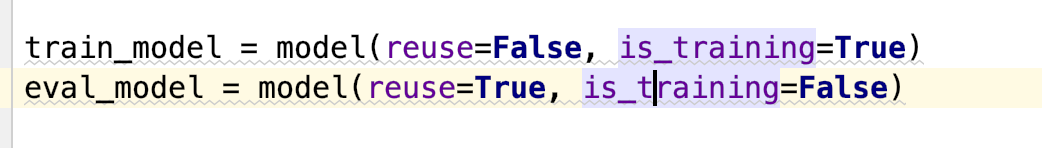 train_model = model(reuse=False, is_training=True)
eval_model = model(reuse=True, is_training=False)